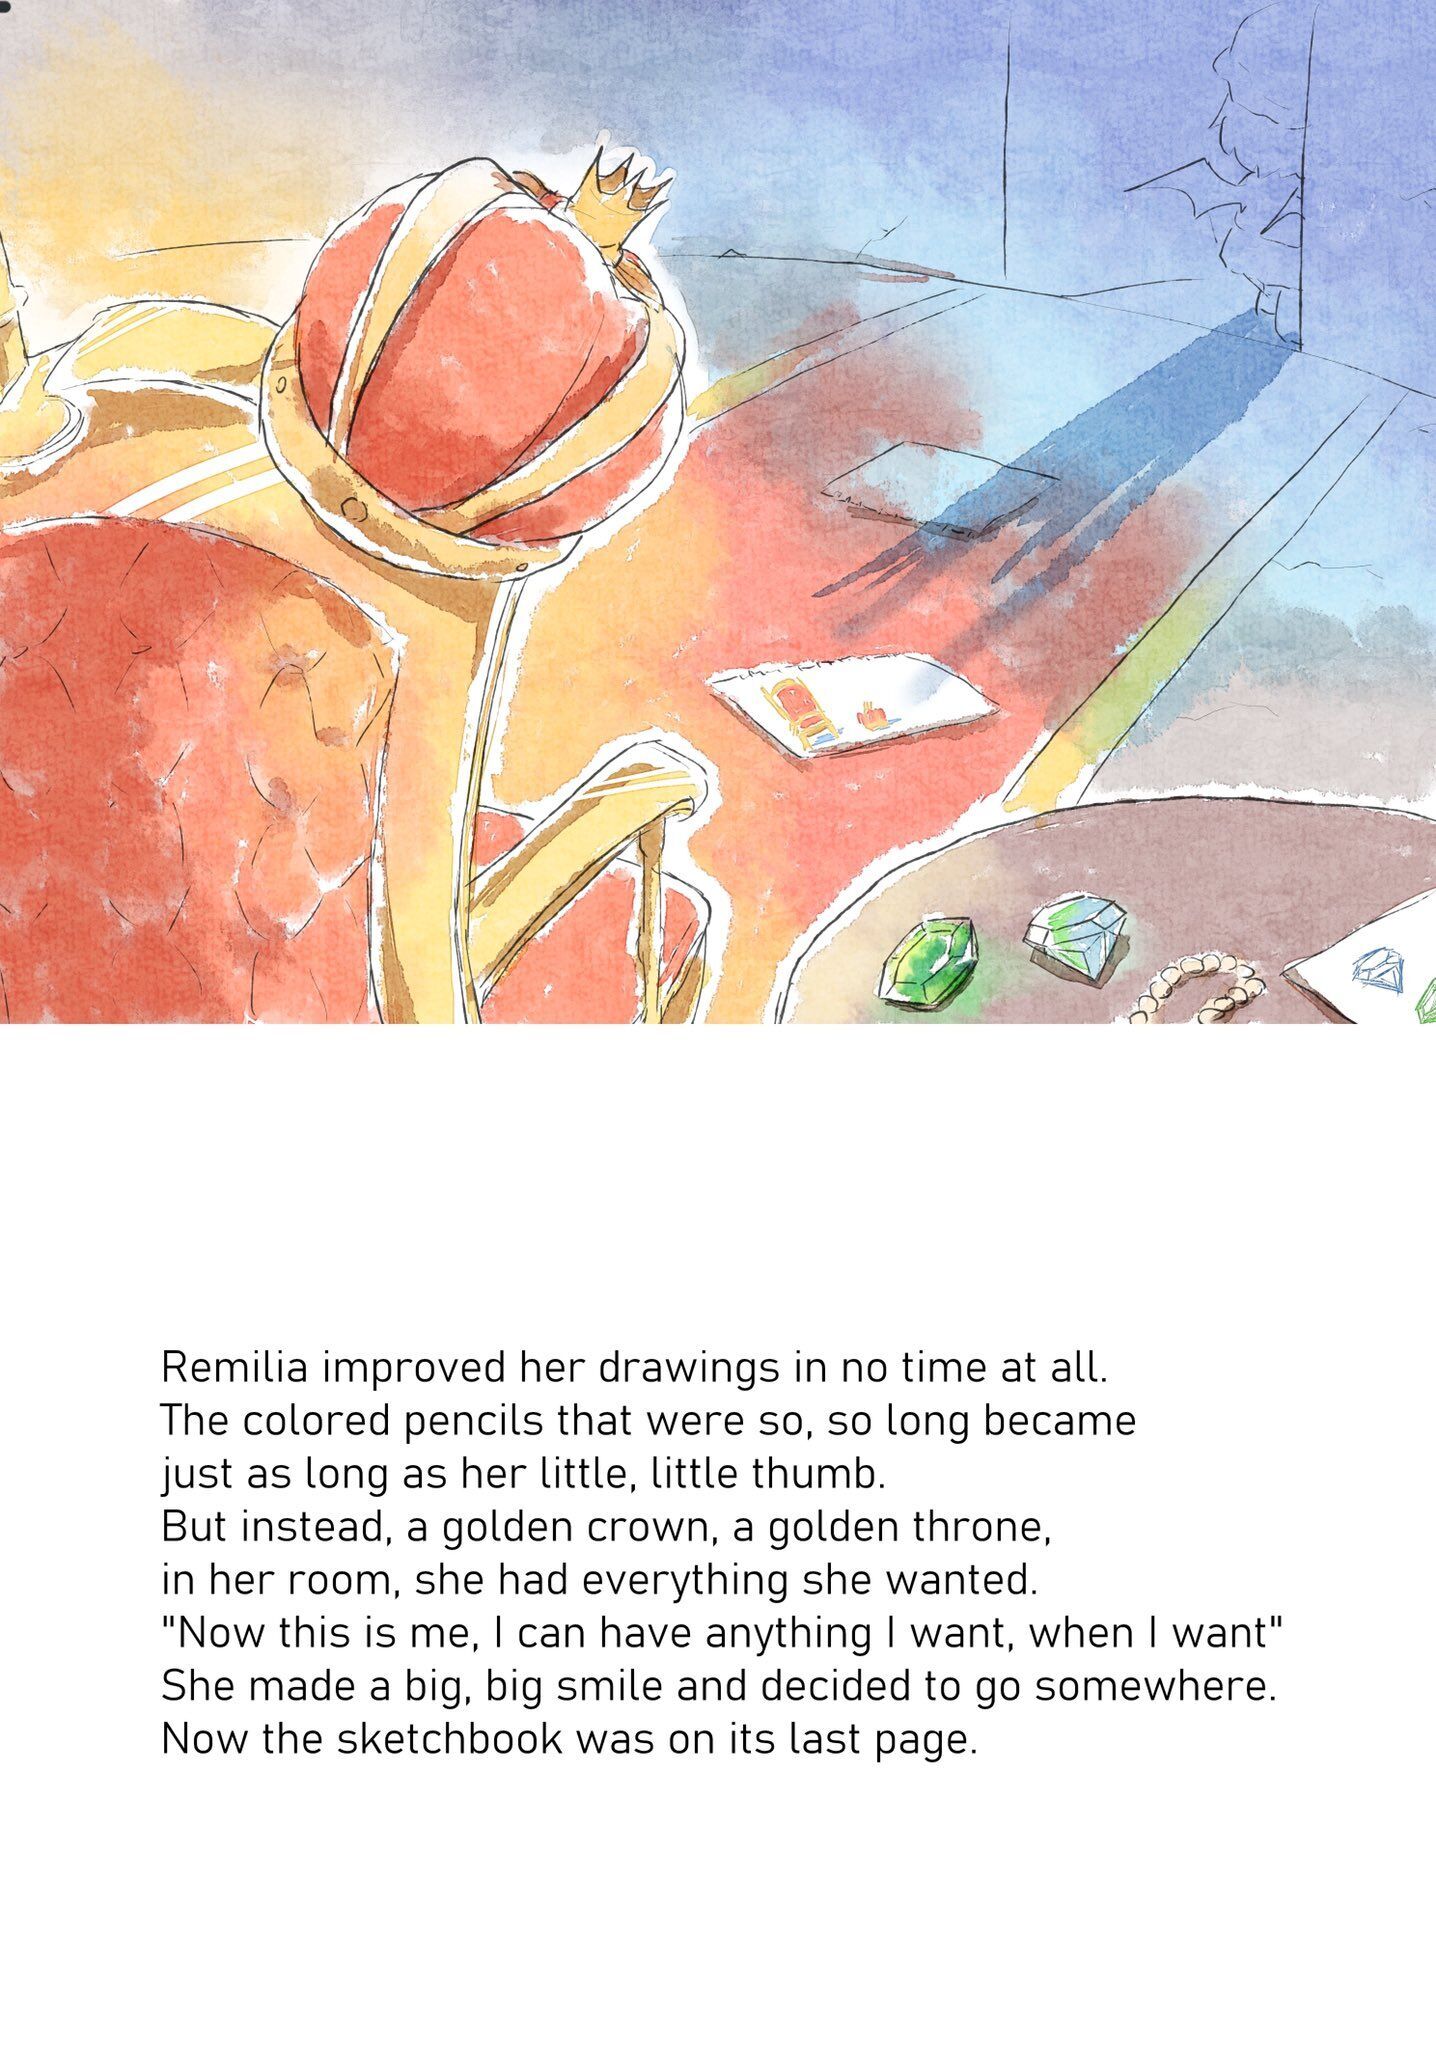 Remilia improved her drawings in no time at all.
The colored pencils that were so, so long became
just as long as her little, little thumb.
But instead, a golden crown, a golden throne,
in her room, she had everything she wanted.
"Now this is me, I can have anything I want, when I want"
She made a big, big smile and decided to go somewhere.
Now the sketchbook was on its last page.